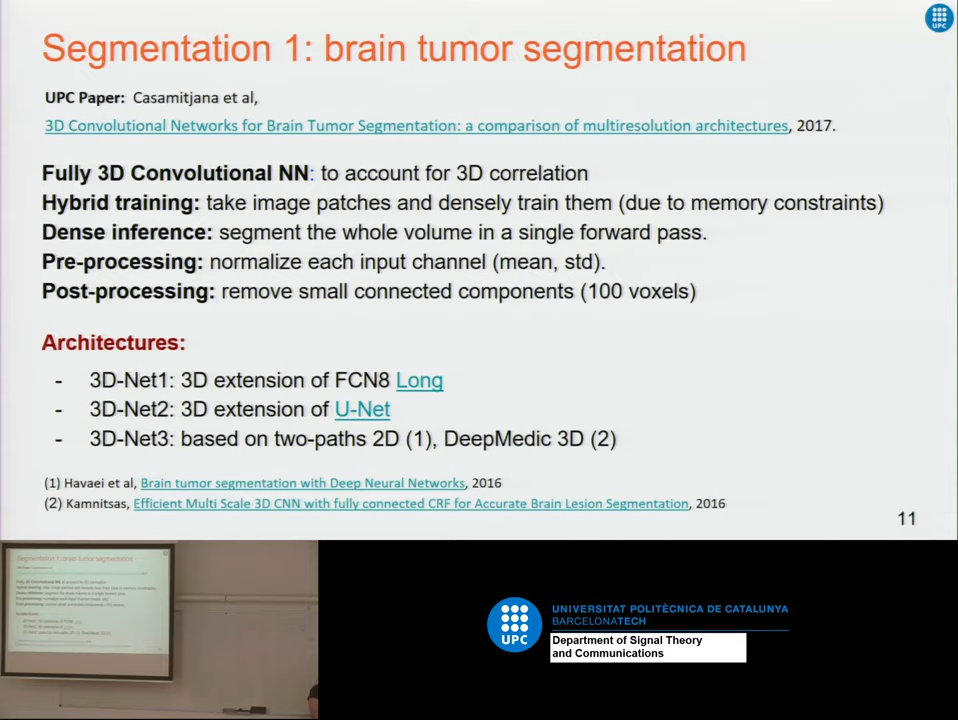 UPC
Segmentation 1: brain tumor segmentation
UPC Paper: Casamitjana et al,
3D Convolutional Networks for Brain Tumor Segmentation: a comparison of multiresolution architectures, 2017.
Fully 3D Convolutional NN: to account for 3D correlation
Hybrid training: take image patches and densely train them (due to memory constraints)
Dense inference: segment the whole volume in a single forward pass.
Pre-processing: normalize each input channel (mean, std).
Post-processing: remove small connected components (100 voxels)
Architectures:
- 3D-Net1: 3D extension of FCN8 Long
- 3D-Net2: 3D extension of U-Net
- 3D-Net3: based on two-paths 2D (1), DeepMedic 3D (2)
(1) Havaei et al, Brain tumor segmentation with Deep Neural Networks, 2016
(2) Kamnitsas, Efficient Multi Scale 3D CNN with fully connected CRF for Accurate Brain Lesion Segmentation, 2016
11
Segmentation 1: brain tumor segmentation
UPC
UNIVERSITAT POLITÈCNICA DE CATALUNYA
BARCELONATECH
Department of Signal Theory
and Communications